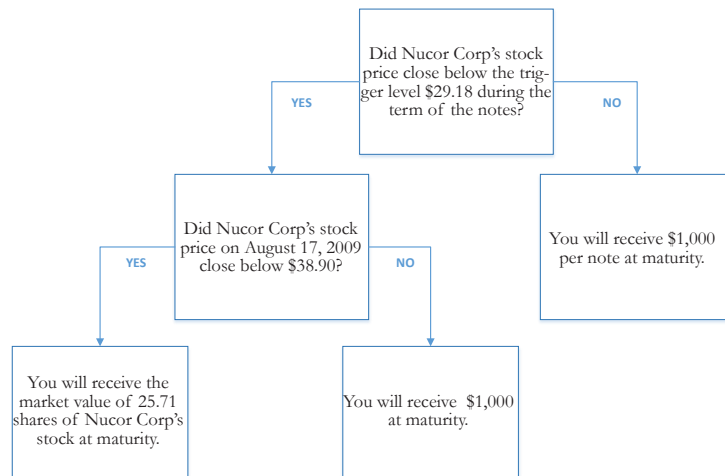 Did Nucor Corp's stock
price close below the trig-
ger level $29.18 during the
term of the notes?
YES
NO
Did Nucor Corp's stock
price on August 17, 2009
close below $38.90?
You will receive $1,000
per note at maturity.
YES
NO
You will receive the
market value of 25.71
shares of Nucor Corp's
stock at maturity.
You will receive $1,000
at maturity.